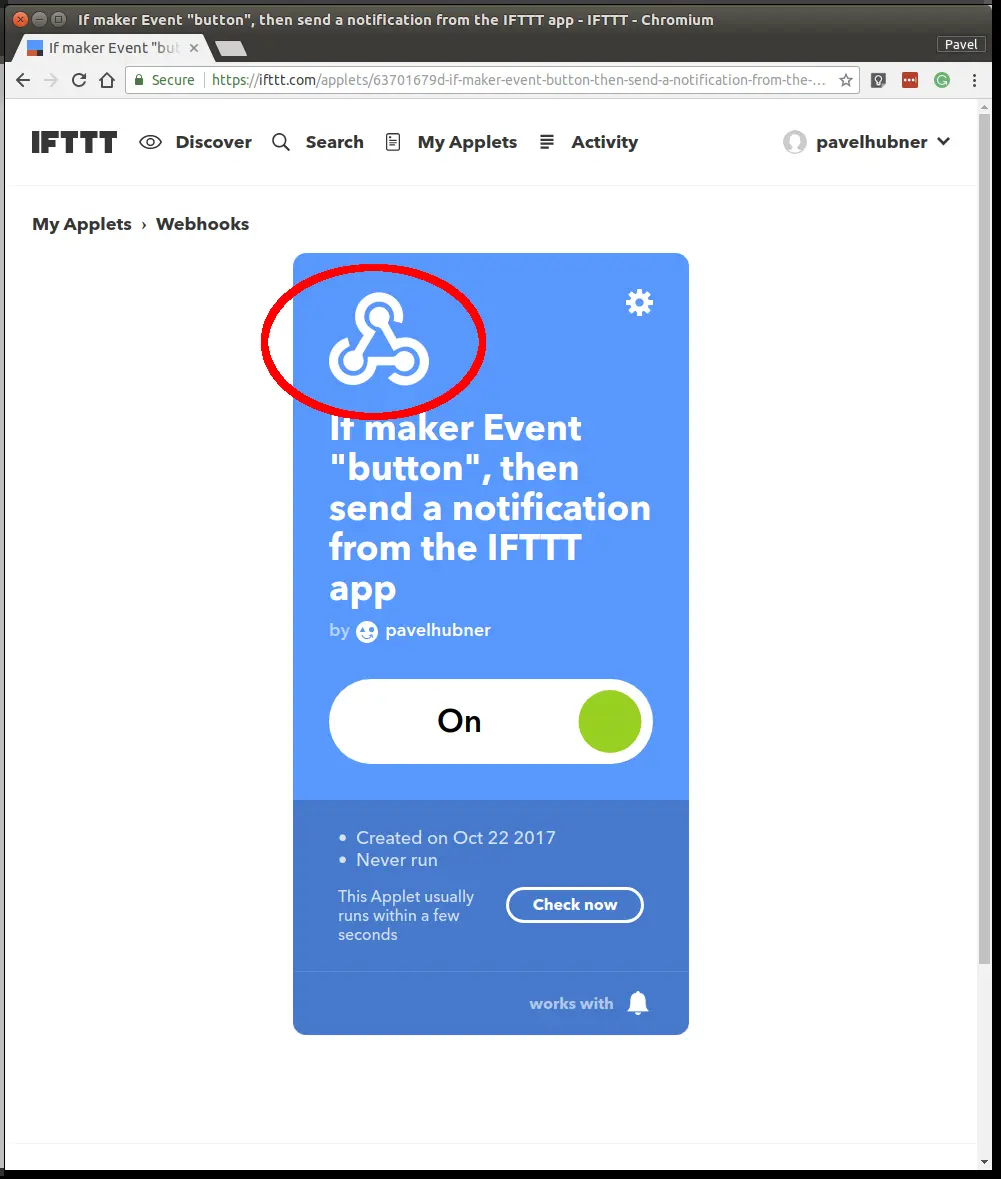 If maker Event "button", then send a notification from the IFTTT app - IFTTT - Chromium
If maker Event "but
Pavel
Secure
https://ifttt.com/applets/63701679d-if-maker-event-button-then-send-a-notification-from-the-...
IFTTT Discover Search My Applets Activity pavelhubner
My Applets › Webhooks
If maker Event
"button", then
send a notification
from the IFTTT
app
by pavelhubner
On
• Created on Oct 22 2017
• Never run
This Applet usually
runs within a few
seconds
Check now
works with